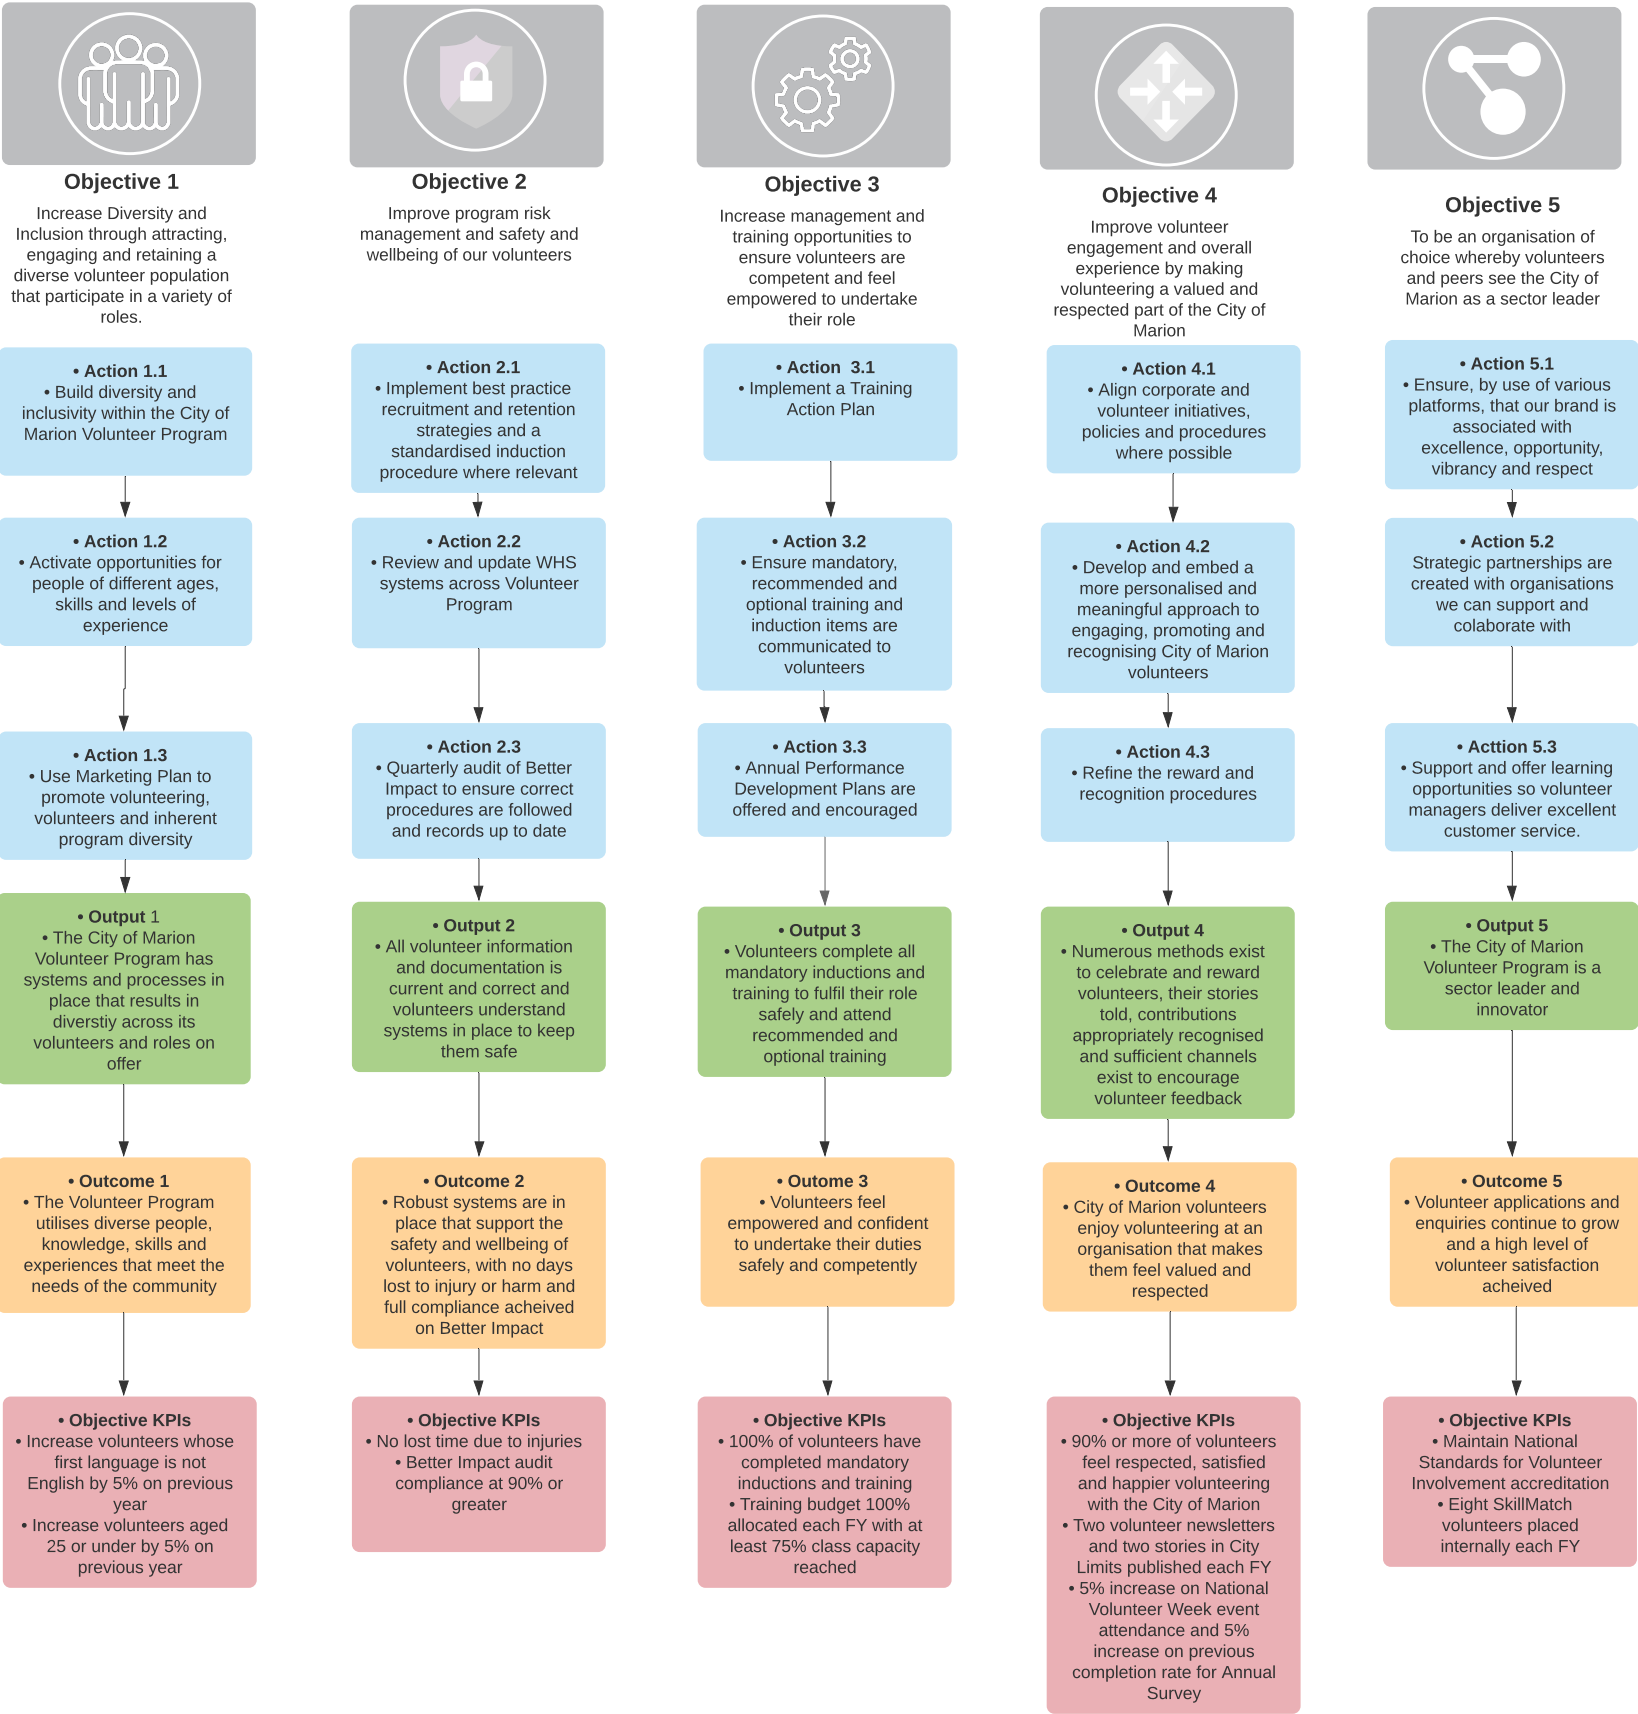 Objective 1
Increase Diversity and
Inclusion through attracting,
engaging and retaining a
diverse volunteer population
that participate in a variety of
roles.
• Action 1.1
• Build diversity and
inclusivity within the City of
Marion Volunteer Program
• Action 1.2
• Activate opportunities for
people of different ages,
skills and levels of
experience
• Action 1.3
• Use Marketing Plan to
promote volunteering,
volunteers and inherent
program diversity
• Output 1
• The City of Marion
Volunteer Program has
systems and processes in
place that results in
diverstiy across its
volunteers and roles on
offer
• Outcome 1
• The Volunteer Program
utilises diverse people,
knowledge, skills and
experiences that meet the
needs of the community
• Objective KPIs
• Increase volunteers whose
first language is not
English by 5% on previous
year
• Increase volunteers aged
25 or under by 5% on
previous year
Objective 2
Improve program risk
management and safety and
wellbeing of our volunteers
• Action 2.1
• Implement best practice
recruitment and retention
strategies and a
standardised induction
procedure where relevant
• Action 2.2
• Review and update WHS
systems across Volunteer
Program
• Action 2.3
• Quarterly audit of Better
Impact to ensure correct
procedures are followed
and records up to date
• Output 2
• All volunteer information
and documentation is
current and correct and
volunteers understand
systems in place to keep
them safe
• Outcome 2
• Robust systems are in
place that support the
safety and wellbeing of
volunteers, with no days
lost to injury or harm and
full compliance acheived
on Better Impact
• Objective KPIs
• No lost time due to injuries
• Better Impact audit
compliance at 90% or
greater
Objective 3
Increase management and
training opportunities to
ensure volunteers are
competent and feel
empowered to undertake
their role
• Action 3.1
• Implement a Training
Action Plan
• Action 3.2
• Ensure mandatory,
recommended and
optional training and
induction items are
communicated to
volunteers
• Action 3.3
• Annual Performance
Development Plans are
offered and encouraged
• Output 3
• Volunteers complete all
mandatory inductions and
training to fulfil their role
safely and attend
recommended and
optional training
• Outome 3
• Volunteers feel
empowered and confident
to undertake their duties
safely and competently
• Objective KPIs
• 100% of volunteers have
completed mandatory
inductions and training
• Training budget 100%
allocated each FY with at
least 75% class capacity
reached
Objective 4
Improve volunteer
engagement and overall
experience by making
volunteering a valued and
respected part of the City of
Marion
• Action 4.1
• Align corporate and
volunteer initiatives,
policies and procedures
where possible
• Action 4.2
• Develop and embed a
more personalised and
meaningful approach to
engaging, promoting and
recognising City of Marion
volunteers
• Action 4.3
• Refine the reward and
recognition procedures
• Output 4
• Numerous methods exist
to celebrate and reward
volunteers, their stories
told, contributions
appropriately recognised
and sufficient channels
exist to encourage
volunteer feedback
• Outcome 4
• City of Marion volunteers
enjoy volunteering at an
organisation that makes
them feel valued and
respected
• Objective KPIs
• 90% or more of volunteers
feel respected, satisfied
and happier volunteering
with the City of Marion
• Two volunteer newsletters
and two stories in City
Limits published each FY
• 5% increase on National
Volunteer Week event
attendance and 5%
increase on previous
completion rate for Annual
Survey
Objective 5
To be an organisation of
choice whereby volunteers
and peers see the City of
Marion as a sector leader
• Action 5.1
• Ensure, by use of various
platforms, that our brand is
associated with
excellence, opportunity,
vibrancy and respect
• Action 5.2
Strategic partnerships are
created with organisations
we can support and
colaborate with
• Acttion 5.3
• Support and offer learning
opportunities so volunteer
managers deliver excellent
customer service.
• Output 5
• The City of Marion
Volunteer Program is a
sector leader and
innovator
• Outcome 5
• Volunteer applications and
enquiries continue to grow
and a high level of
volunteer satisfaction
acheived
• Objective KPIs
• Maintain National
Standards for Volunteer
Involvement accreditation
• Eight SkillMatch
volunteers placed
internally each FY